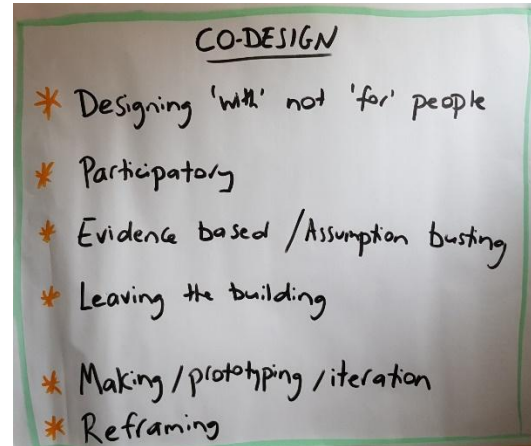 CO-DESIGN
* Designing 'with' not 'for' people
* Participatory
* Evidence based / Assumption busting
* Leaving the building
* Making / prototyping / iteration
* Reframing